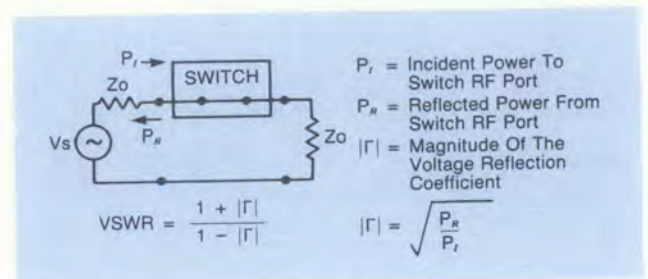 P_I →
Zo
SWITCH
← P_R
Vs
~
Zo
VSWR = (1 + |Γ|) / (1 − |Γ|)
P_I = Incident Power To
Switch RF Port
P_R = Reflected Power From
Switch RF Port
|Γ| = Magnitude Of The
Voltage Reflection
Coefficient
|Γ| = √(P_R / P_I)